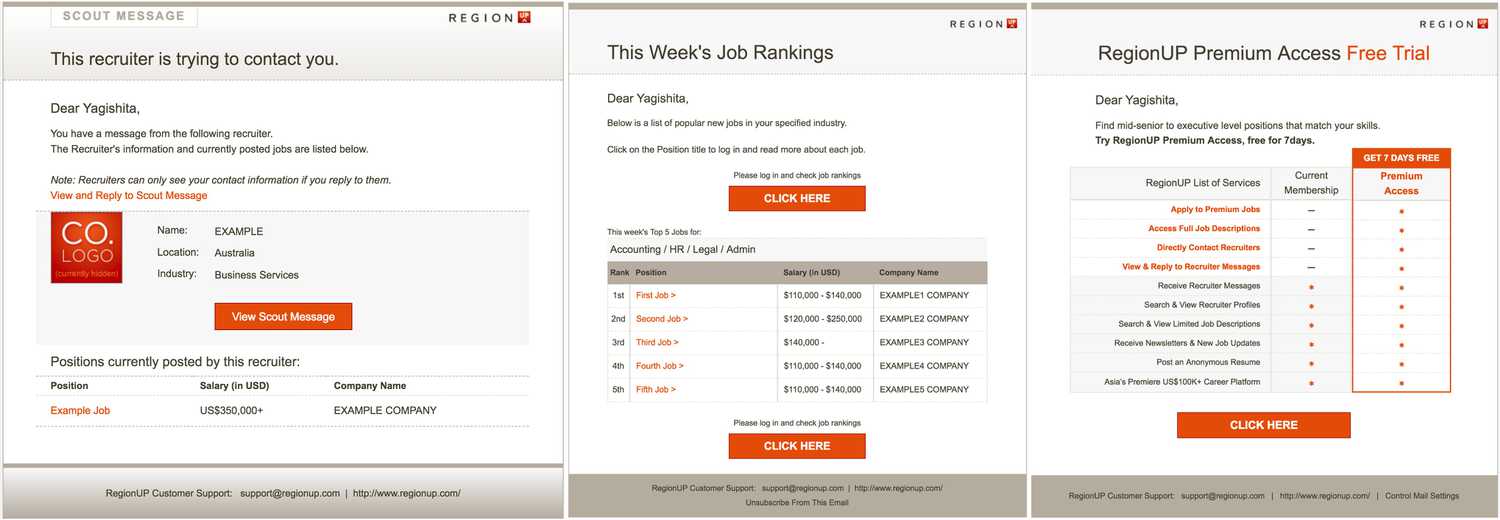 SCOUT MESSAGE
REGION UP
This recruiter is trying to contact you.
Dear Yagishita,
You have a message from the following recruiter.
The Recruiter's information and currently posted jobs are listed below.
Note: Recruiters can only see your contact information if you reply to them.
View and Reply to Scout Message
CO.
LOGO
(currently hidden)
Name: EXAMPLE
Location: Australia
Industry: Business Services
View Scout Message
Positions currently posted by this recruiter:
Position Salary (in USD) Company Name
Example Job US$350,000+ EXAMPLE COMPANY
RegionUP Customer Support: support@regionup.com | http://www.regionup.com/
REGION UP
This Week's Job Rankings
Dear Yagishita,
Below is a list of popular new jobs in your specified industry.
Click on the Position title to log in and read more about each job.
Please log in and check job rankings
CLICK HERE
This week's Top 5 Jobs for:
Accounting / HR / Legal / Admin
Rank Position Salary (in USD) Company Name
1st First Job > $110,000 - $140,000 EXAMPLE1 COMPANY
2nd Second Job > $120,000 - $250,000 EXAMPLE2 COMPANY
3rd Third Job > $140,000 - EXAMPLE3 COMPANY
4th Fourth Job > $110,000 - $140,000 EXAMPLE4 COMPANY
5th Fifth Job > $110,000 - $140,000 EXAMPLE5 COMPANY
Please log in and check job rankings
CLICK HERE
RegionUP Customer Support: support@regionup.com | http://www.regionup.com/
Unsubscribe From This Email
REGION UP
RegionUP Premium Access Free Trial
Dear Yagishita,
Find mid-senior to executive level positions that match your skills.
Try RegionUP Premium Access, free for 7days.
GET 7 DAYS FREE
RegionUP List of Services Current Membership Premium Access
Apply to Premium Jobs — *
Access Full Job Descriptions — *
Directly Contact Recruiters — *
View & Reply to Recruiter Messages — *
Receive Recruiter Messages * *
Search & View Recruiter Profiles * *
Search & View Limited Job Descriptions * *
Receive Newsletters & New Job Updates * *
Post an Anonymous Resume * *
Asia's Premiere US$100K+ Career Platform * *
CLICK HERE
RegionUP Customer Support: support@regionup.com | http://www.regionup.com/ | Control Mail Settings